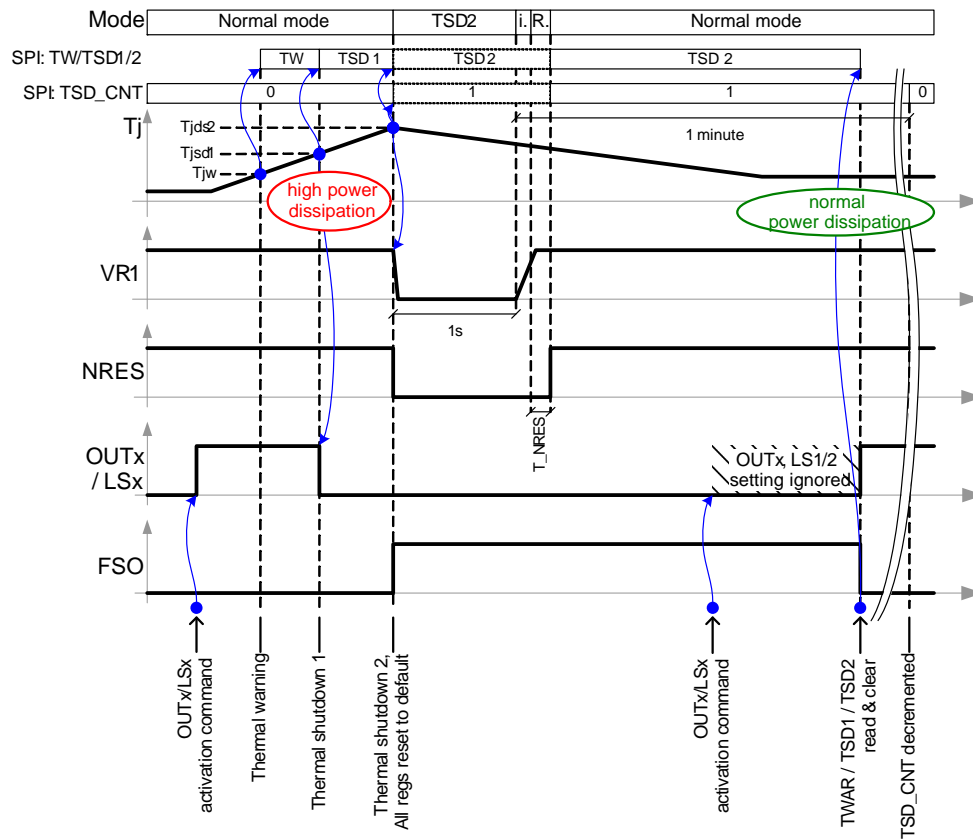 Mode
Normal mode
TSD2
i.
R.
Normal mode
SPI: TW/TSD1/2
TW
TSD 1
TSD 2
TSD 2
SPI: TSD_CNT
0
1
1
0
Tj
Tjds2
Tjsd1
Tjw
1 minute
high power
dissipation
normal
power dissipation
VR1
1s
NRES
T_NRES
OUTx
/ LSx
OUTx, LS1/2
setting ignored
FSO
OUTx/LSx
activation command
Thermal warning
Thermal shutdown 1
Thermal shutdown 2,
All regs reset to default
OUTx/LSx
activation command
TWAR / TSD1 / TSD2
read & clear
TSD_CNT decremented